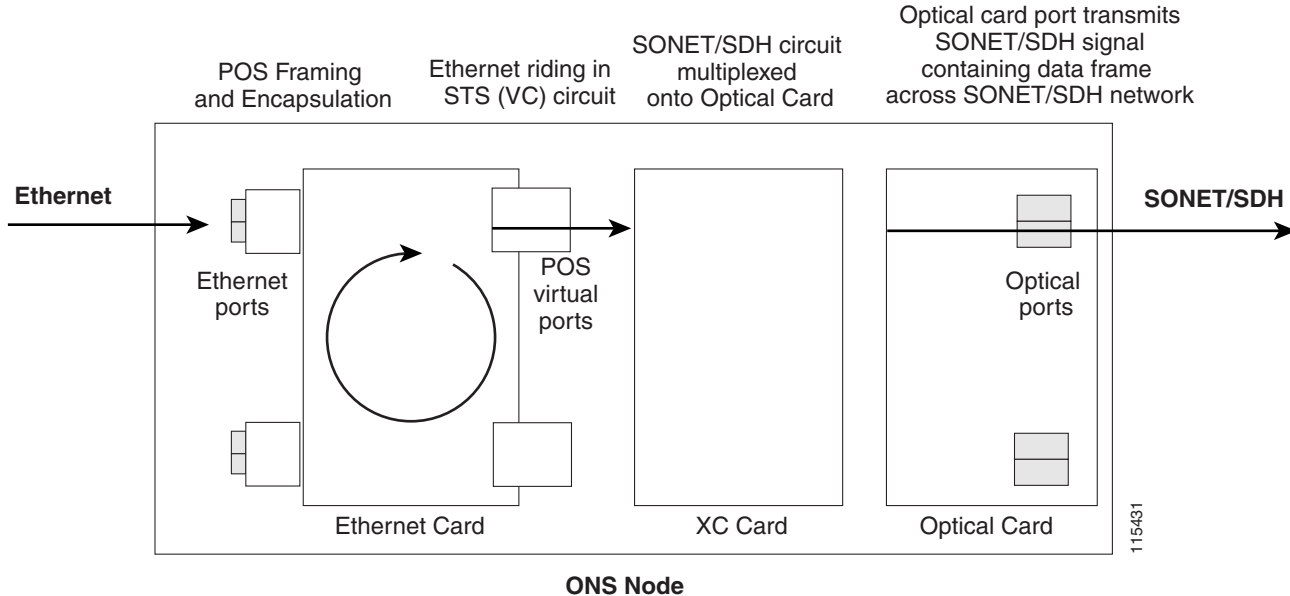 POS Framing
and Encapsulation
Ethernet riding in
STS (VC) circuit
SONET/SDH circuit
multiplexed
onto Optical Card
Optical card port transmits
SONET/SDH signal
containing data frame
across SONET/SDH network
Ethernet
SONET/SDH
Ethernet
ports
POS
virtual
ports
Optical
ports
Ethernet Card
XC Card
Optical Card
115431
ONS Node